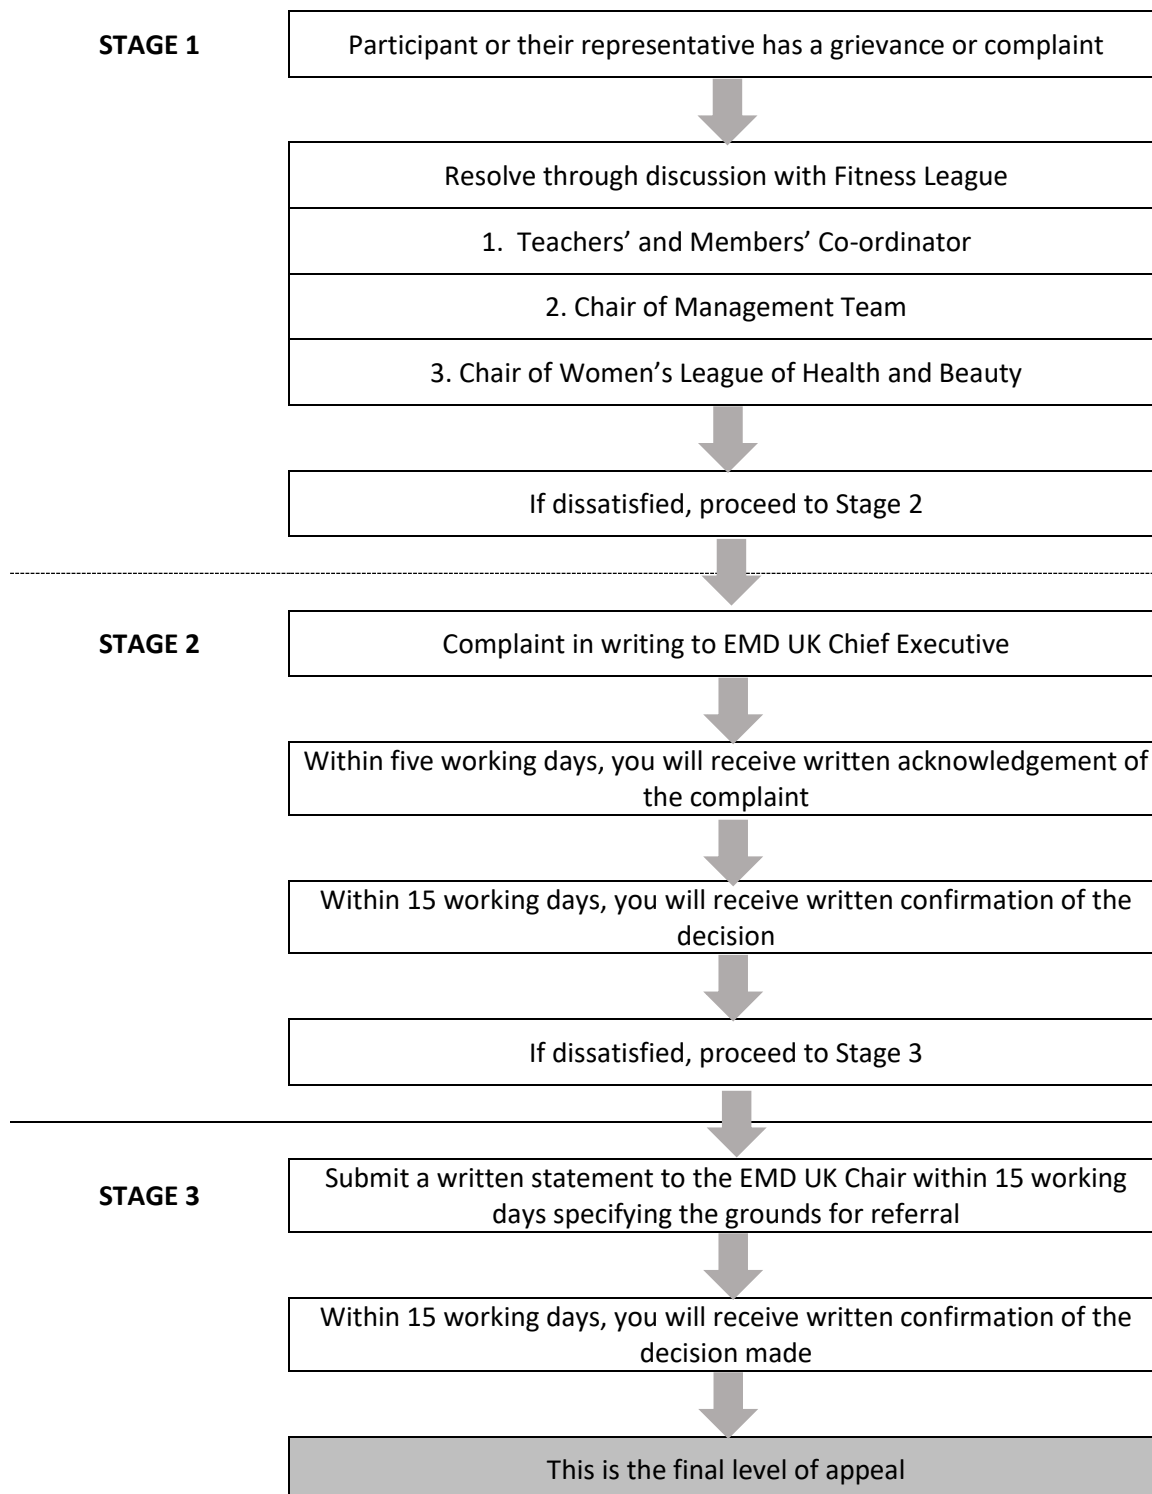 STAGE 1
Participant or their representative has a grievance or complaint
Resolve through discussion with Fitness League
1. Teachers’ and Members’ Co-ordinator
2. Chair of Management Team
3. Chair of Women’s League of Health and Beauty
If dissatisfied, proceed to Stage 2
STAGE 2
Complaint in writing to EMD UK Chief Executive
Within five working days, you will receive written acknowledgement of
the complaint
Within 15 working days, you will receive written confirmation of the
decision
If dissatisfied, proceed to Stage 3
STAGE 3
Submit a written statement to the EMD UK Chair within 15 working
days specifying the grounds for referral
Within 15 working days, you will receive written confirmation of the
decision made
This is the final level of appeal